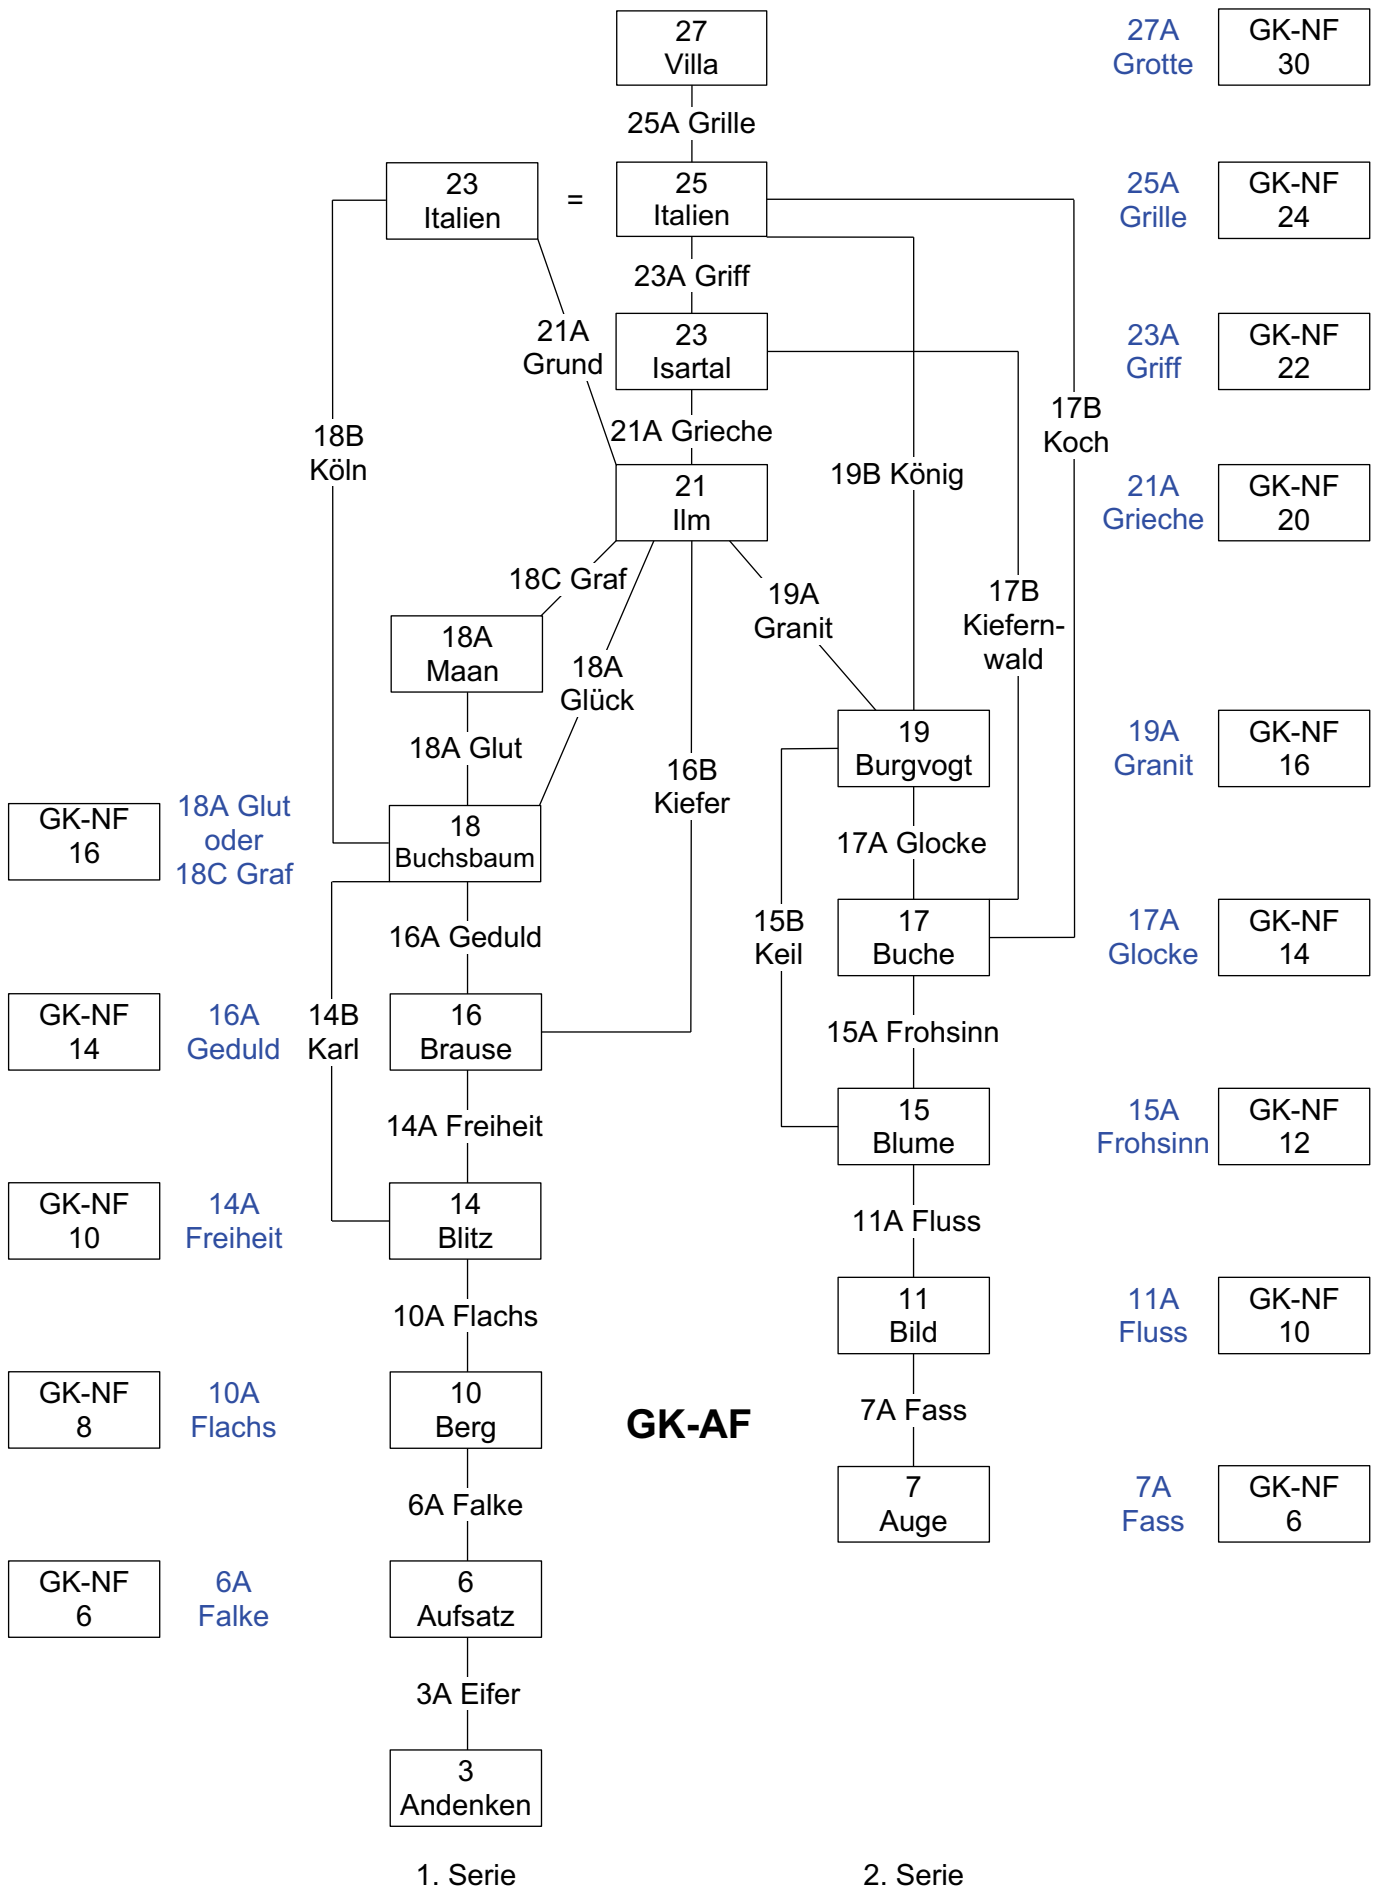 27
Villa
27A
Grotte
GK-NF
30
25A Grille
23
Italien
=
25
Italien
25A
Grille
GK-NF
24
23A Griff
21A
Grund
23
Isartal
23A
Griff
GK-NF
22
18B
Köln
21A Grieche
17B
Koch
19B König
21
Ilm
21A
Grieche
GK-NF
20
18C Graf
19A
Granit
17B
Kiefern-
wald
18A
Maan
18A
Glück
18A Glut
16B
Kiefer
19
Burgvogt
19A
Granit
GK-NF
16
GK-NF
16
18A Glut
oder
18C Graf
18
Buchsbaum
17A Glocke
16A Geduld
15B
Keil
17
Buche
17A
Glocke
GK-NF
14
GK-NF
14
16A
Geduld
14B
Karl
16
Brause
15A Frohsinn
14A Freiheit
15
Blume
15A
Frohsinn
GK-NF
12
GK-NF
10
14A
Freiheit
14
Blitz
11A Fluss
10A Flachs
11
Bild
11A
Fluss
GK-NF
10
GK-NF
8
10A
Flachs
10
Berg
GK-AF
7A Fass
6A Falke
7
Auge
7A
Fass
GK-NF
6
GK-NF
6
6A
Falke
6
Aufsatz
3A Eifer
3
Andenken
1. Serie
2. Serie